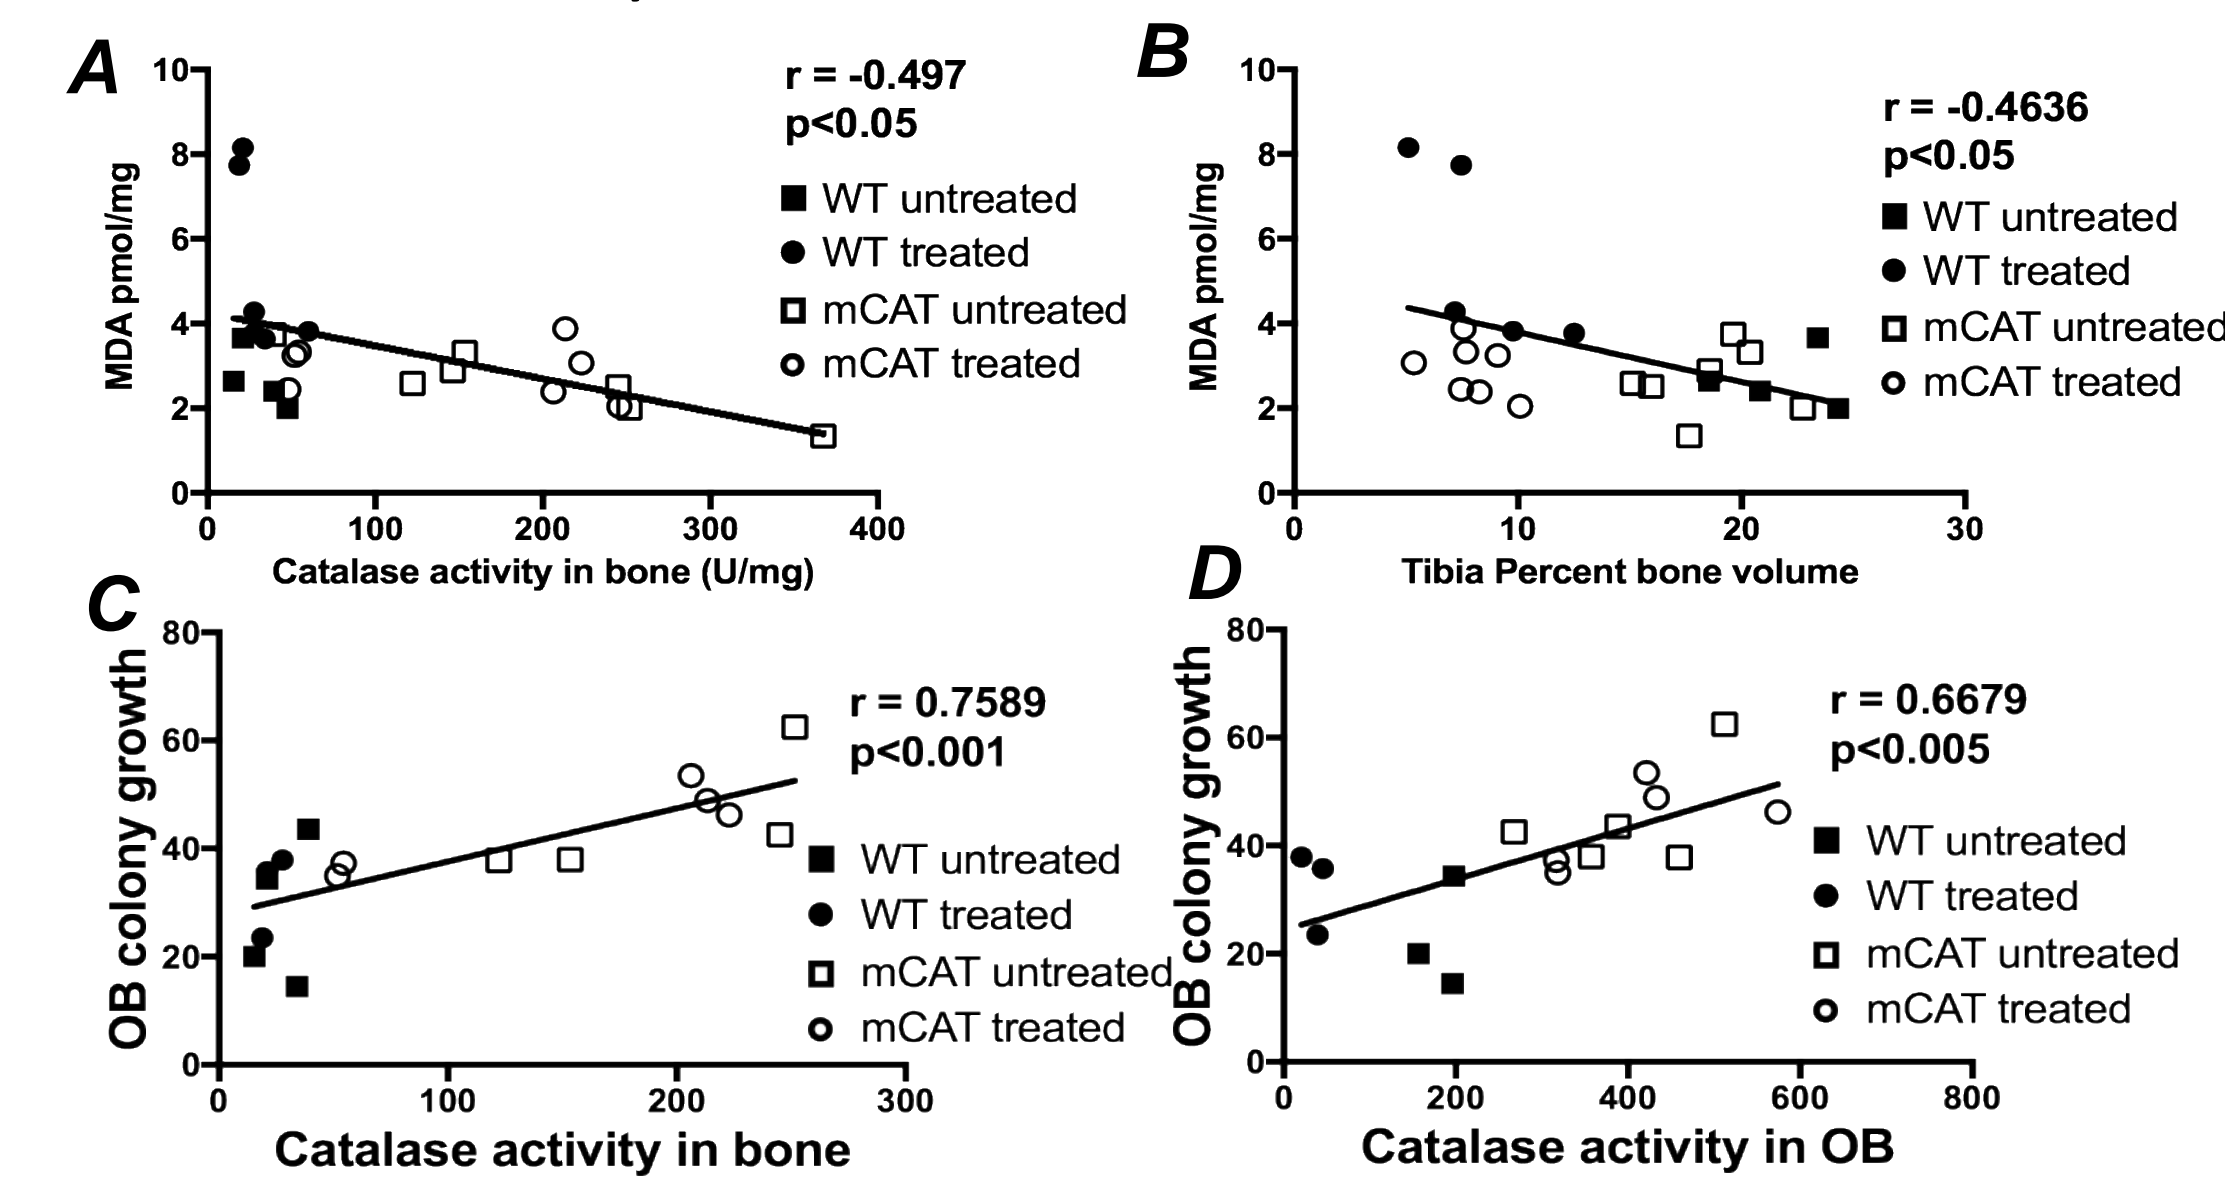 A
B
r = -0.497
p<0.05
WT untreated
WT treated
mCAT untreated
mCAT treated
MDA pmol/mg
10
8
6
4
2
0
0 100 200 300 400
Catalase activity in bone (U/mg)
r = -0.4636
p<0.05
WT untreated
WT treated
mCAT untreated
mCAT treated
MDA pmol/mg
10
8
6
4
2
0
0 10 20 30
Tibia Percent bone volume
C
D
r = 0.7589
p<0.001
WT untreated
WT treated
mCAT untreated
mCAT treated
OB colony growth
80
60
40
20
0
0 100 200 300
Catalase activity in bone
r = 0.6679
p<0.005
WT untreated
WT treated
mCAT untreated
mCAT treated
OB colony growth
80
60
40
20
0
0 200 400 600 800
Catalase activity in OB